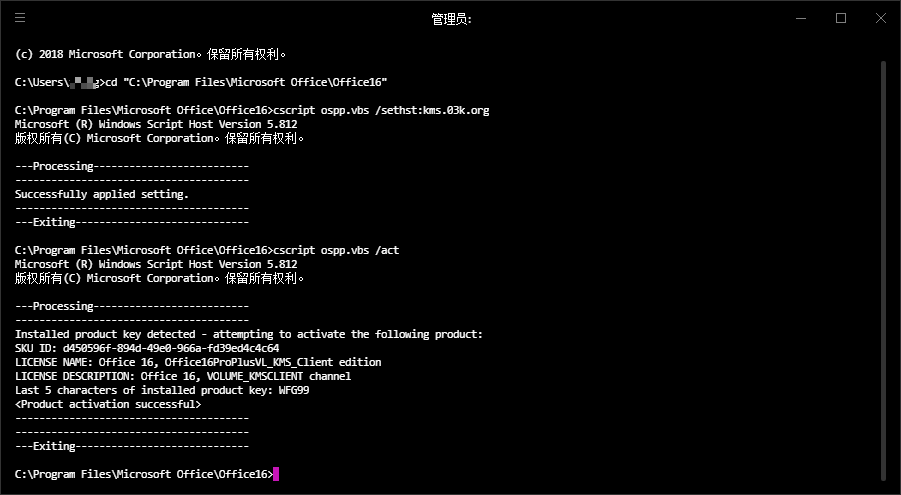 管理员:
(c) 2018 Microsoft Corporation。保留所有权利。
C:\Users\ g>cd "C:\Program Files\Microsoft Office\Office16"
C:\Program Files\Microsoft Office\Office16>cscript ospp.vbs /sethst:kms.03k.org
Microsoft (R) Windows Script Host Version 5.812
版权所有(C) Microsoft Corporation。保留所有权利。
---Processing--------------------------
---------------------------------------
Successfully applied setting.
---------------------------------------
---Exiting-----------------------------
C:\Program Files\Microsoft Office\Office16>cscript ospp.vbs /act
Microsoft (R) Windows Script Host Version 5.812
版权所有(C) Microsoft Corporation。保留所有权利。
---Processing--------------------------
---------------------------------------
Installed product key detected - attempting to activate the following product:
SKU ID: d450596f-894d-49e0-966a-fd39ed4c4c64
LICENSE NAME: Office 16, Office16ProPlusVL_KMS_Client edition
LICENSE DESCRIPTION: Office 16, VOLUME_KMSCLIENT channel
Last 5 characters of installed product key: WFG99
<Product activation successful>
---------------------------------------
---------------------------------------
---Exiting-----------------------------
C:\Program Files\Microsoft Office\Office16>